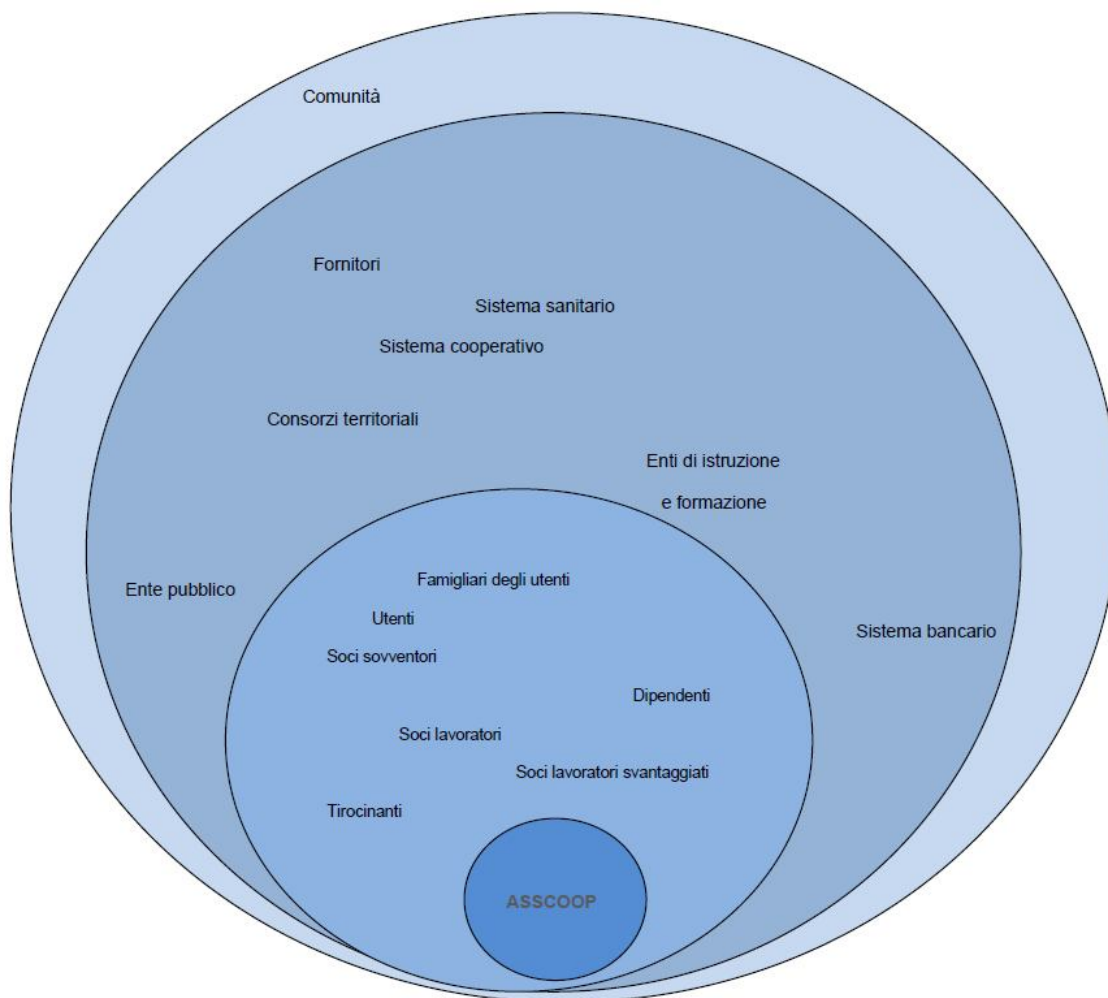 Comunità
Fornitori
Sistema sanitario
Sistema cooperativo
Consorzi territoriali
Enti di istruzione
e formazione
Famigliari degli utenti
Ente pubblico
Utenti
Sistema bancario
Soci sovventori
Dipendenti
Soci lavoratori
Soci lavoratori svantaggiati
Tirocinanti
ASSCOOP